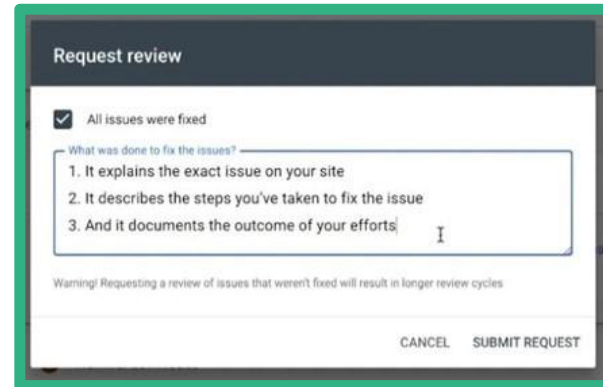 Request review
All issues were fixed
What was done to fix the issues?
1. It explains the exact issue on your site
2. It describes the steps you've taken to fix the issue
3. And it documents the outcome of your efforts
Warning! Requesting a review of issues that weren't fixed will result in longer review cycles
CANCEL SUBMIT REQUEST